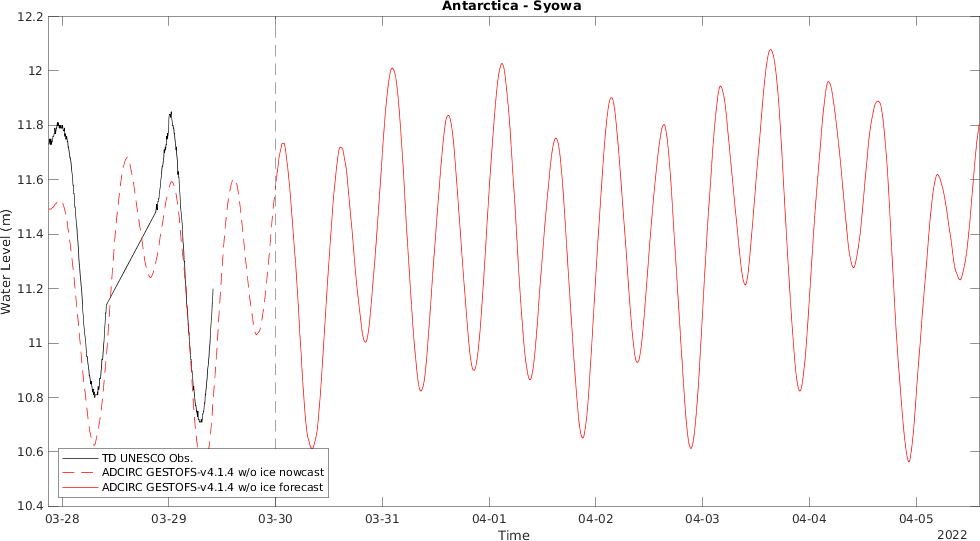 Antarctica - Syowa
12.2
12
11.8
11.6
11.4
11.2
11
10.8
10.6
10.4
Water Level (m)
TD UNESCO Obs.
ADCIRC GESTOFS-v4.1.4 w/o ice nowcast
ADCIRC GESTOFS-v4.1.4 w/o ice forecast
03-28 03-29 03-30 03-31 04-01 04-02 04-03 04-04 04-05
Time
2022